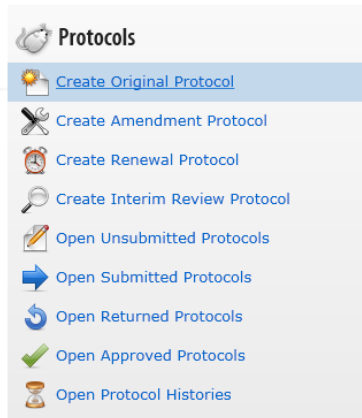 Protocols
Create Original Protocol
Create Amendment Protocol
Create Renewal Protocol
Create Interim Review Protocol
Open Unsubmitted Protocols
Open Submitted Protocols
Open Returned Protocols
Open Approved Protocols
Open Protocol Histories